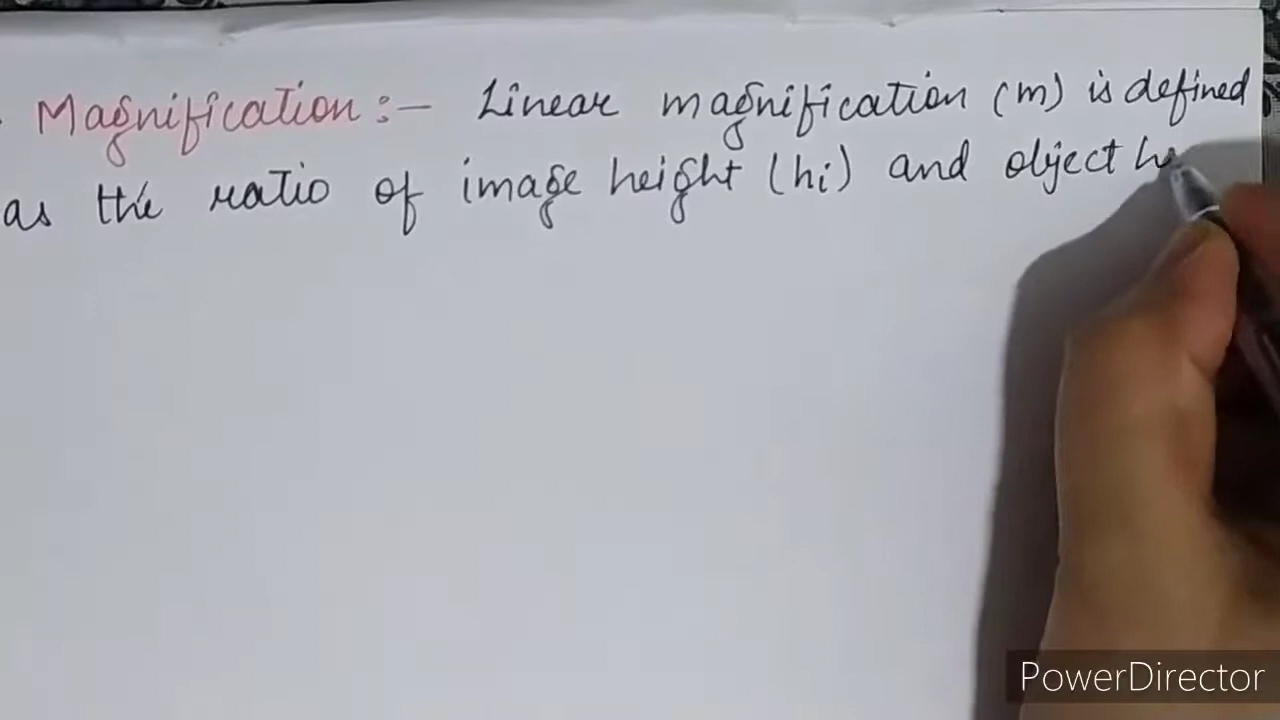 Magnification :- Linear magnification (m) is defined
as the ratio of image height (hi) and object
PowerDirector